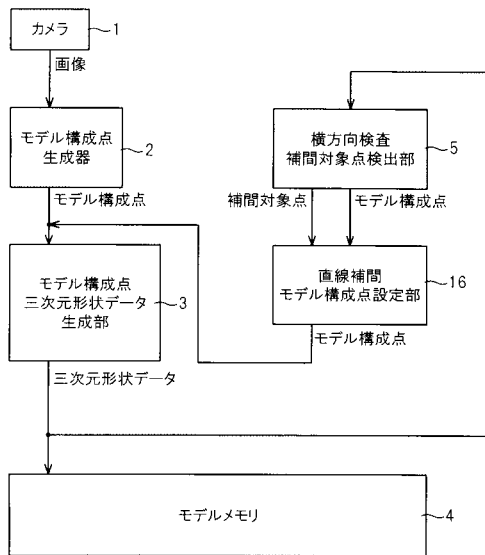 カメラ
1
画像
モデル構成点
生成器
2
モデル構成点
モデル構成点
三次元形状データ
生成部
3
三次元形状データ
横方向検査
補間対象点検出部
5
補間対象点
モデル構成点
直線補間
モデル構成点設定部
16
モデル構成点
モデルメモリ
4